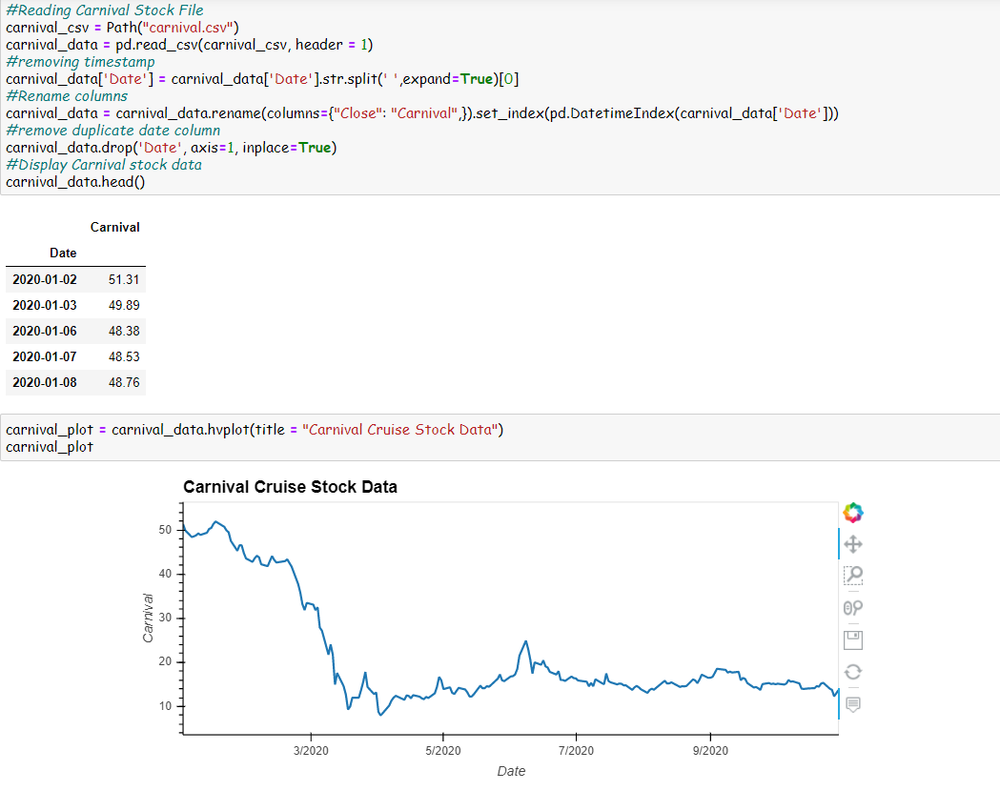 #Reading Carnival Stock File
carnival_csv = Path("carnival.csv")
carnival_data = pd.read_csv(carnival_csv, header = 1)
#removing timestamp
carnival_data['Date'] = carnival_data['Date'].str.split(' ',expand=True)[0]
#Rename columns
carnival_data = carnival_data.rename(columns={"Close": "Carnival",}).set_index(pd.DatetimeIndex(carnival_data['Date']))
#remove duplicate date column
carnival_data.drop('Date', axis=1, inplace=True)
#Display Carnival stock data
carnival_data.head()
Carnival
Date
2020-01-02 51.31
2020-01-03 49.89
2020-01-06 48.38
2020-01-07 48.53
2020-01-08 48.76
carnival_plot = carnival_data.hvplot(title = "Carnival Cruise Stock Data")
carnival_plot
Carnival Cruise Stock Data
50
40
30
20
10
Carnival
3/2020 5/2020 7/2020 9/2020
Date